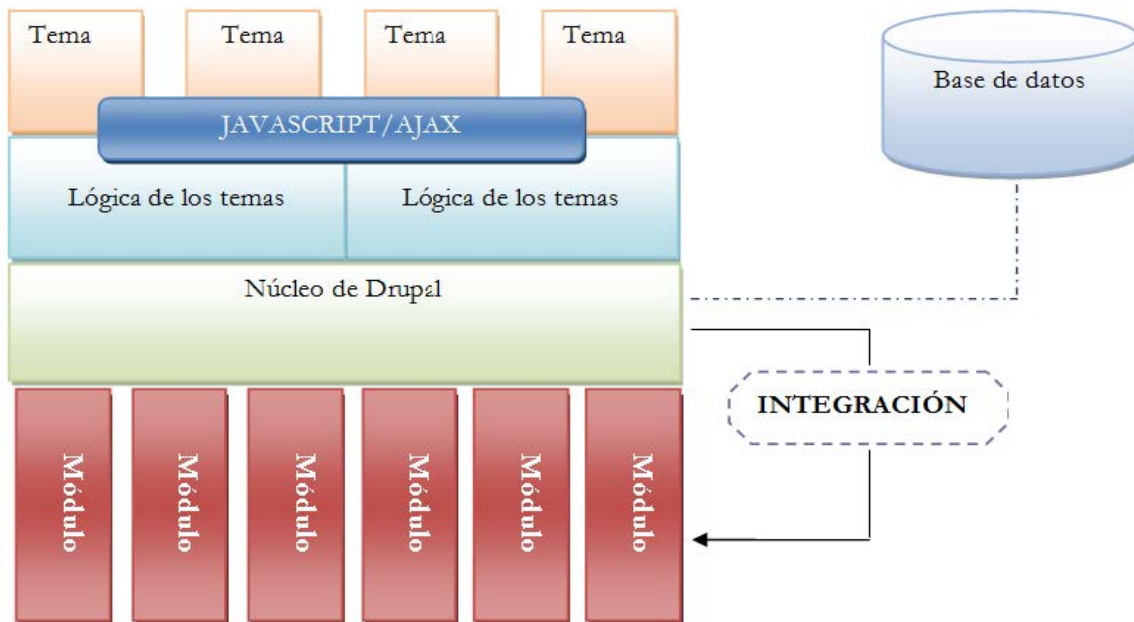 Tema
Tema
Tema
Tema
Base de datos
JAVASCRIPT/AJAX
Lógica de los temas
Lógica de los temas
Núcleo de Drupal
INTEGRACIÓN
Módulo
Módulo
Módulo
Módulo
Módulo
Módulo